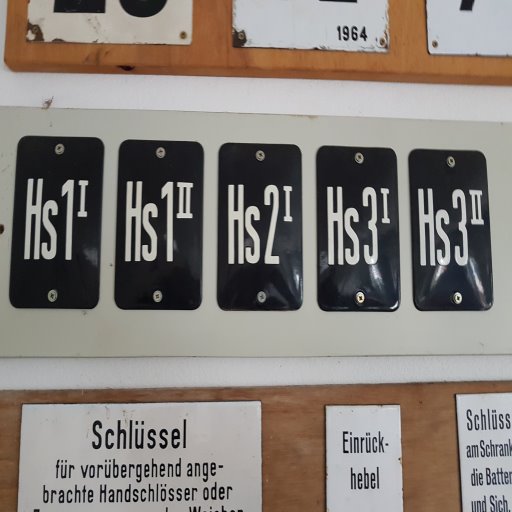 1964
Hs1I Hs1II Hs2I Hs3I Hs3II
Schlüssel
für vorübergehend ange-
brachte Handschlösser oder
Einrück-
hebel
am Schrank
die Batter
und Sich.